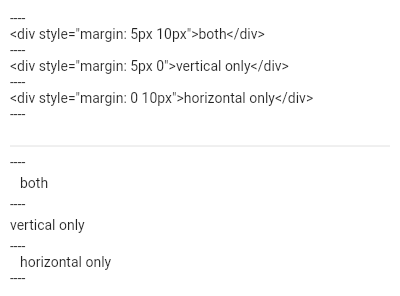 ----
<div style="margin: 5px 10px">both</div>
----
<div style="margin: 5px 0">vertical only</div>
----
<div style="margin: 0 10px">horizontal only</div>
----
----
both
----
vertical only
----
horizontal only
----